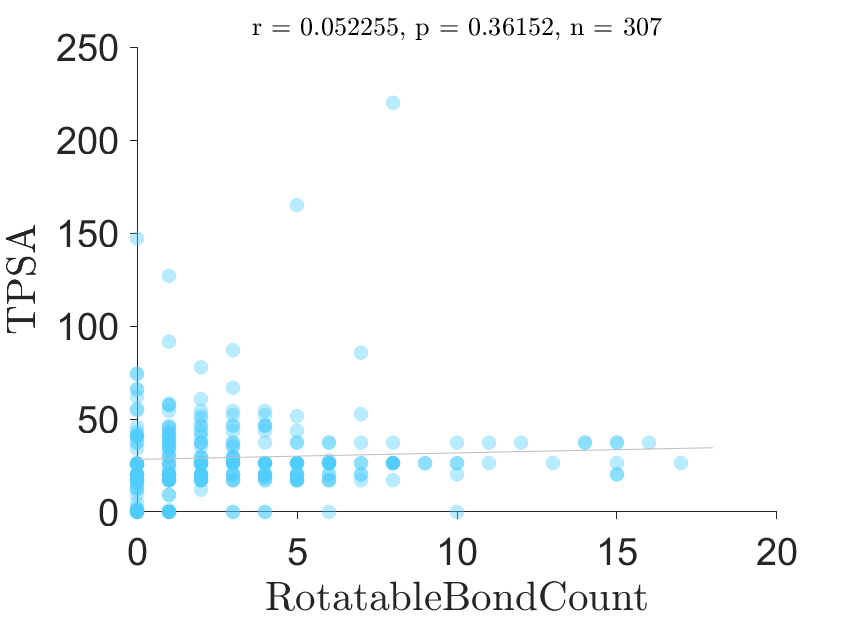 r = 0.052255, p = 0.36152, n = 307
250
200
150
100
50
0
TPSA
0 5 10 15 20
RotatableBondCount